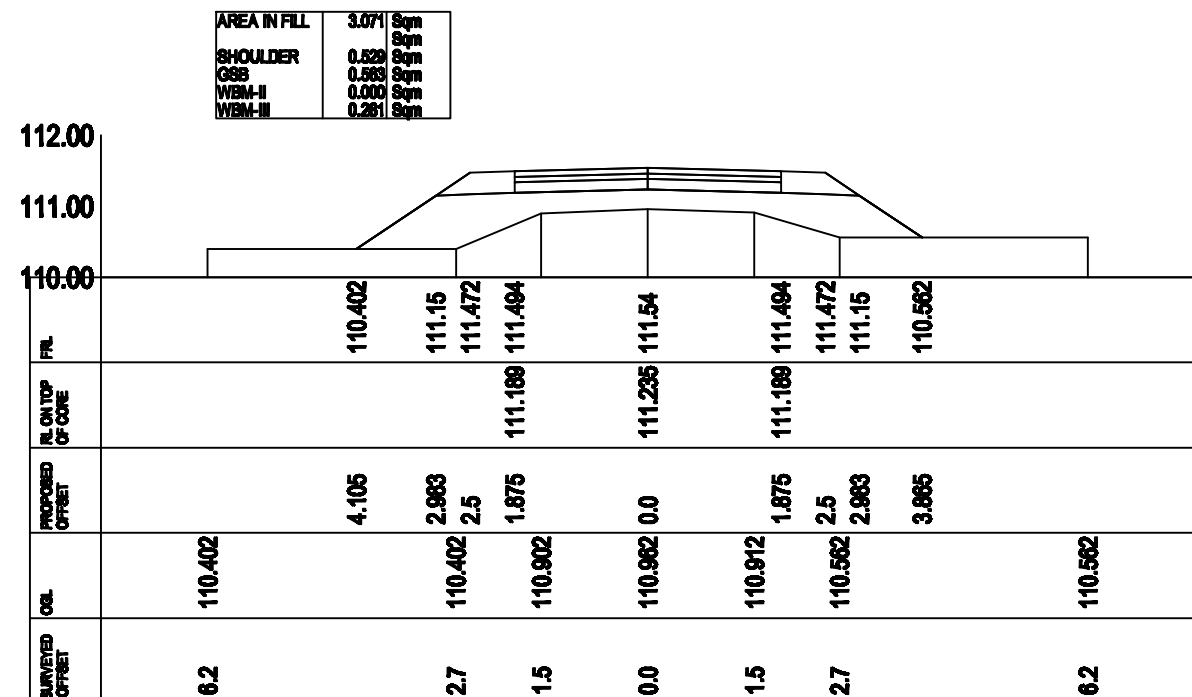 AREA IN FILL 3.071 Sqm
Sqm
SHOULDER 0.529 Sqm
GSB 0.563 Sqm
WBM-II 0.000 Sqm
WBM-III 0.281 Sqm
112.00
111.00
110.00
FRL 110.402 111.15 111.472 111.494 111.54 111.494 111.472 111.15 110.562
RL ON TOP
OF CORE 111.189 111.235 111.189
PROPOSED
OFFSET 4.105 2.983 2.5 1.875 0.0 1.875 2.5 2.983 3.865
OGL 110.402 110.402 110.902 110.962 110.912 110.562 110.562
SURVEYED
OFFSET 6.2 2.7 1.5 0.0 1.5 2.7 6.2